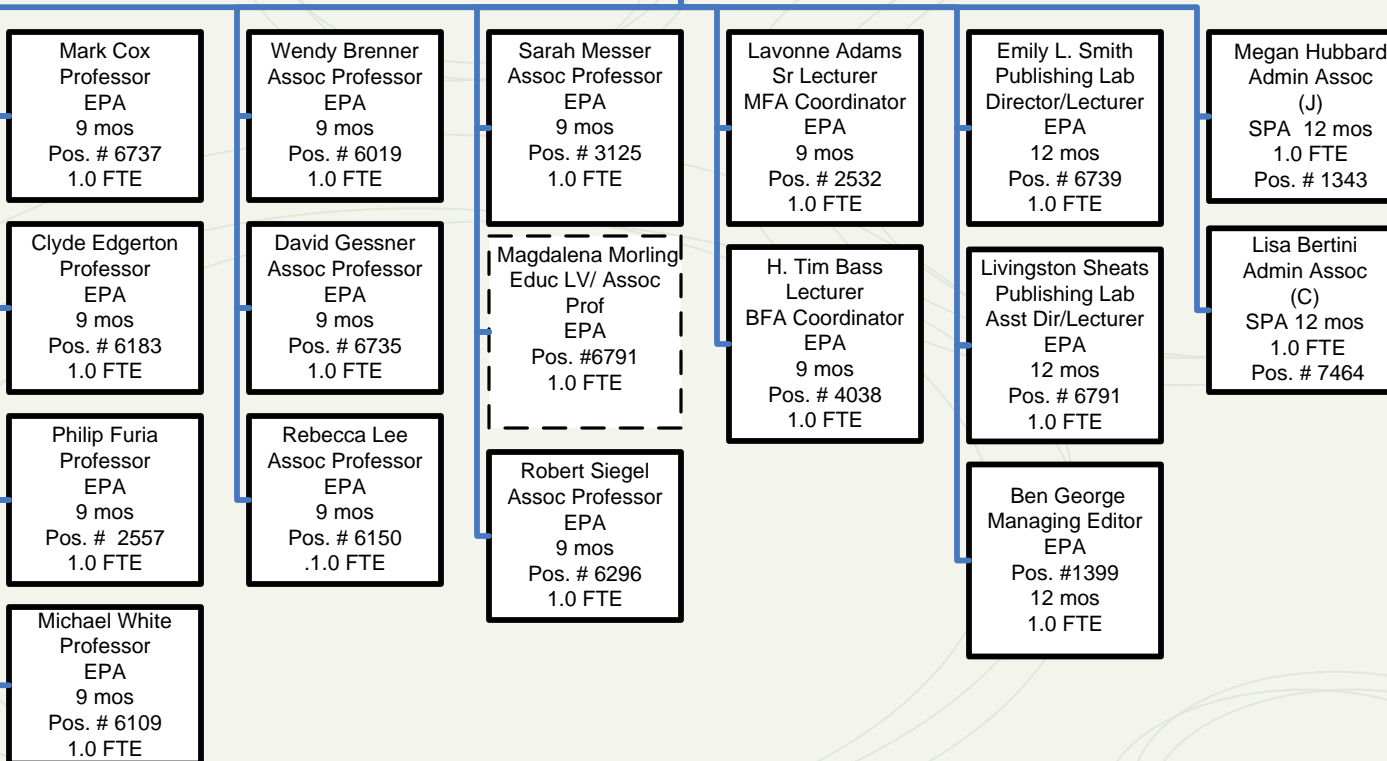 Mark Cox
Professor
EPA
9 mos
Pos. # 6737
1.0 FTE
Clyde Edgerton
Professor
EPA
9 mos
Pos. # 6183
1.0 FTE
Philip Furia
Professor
EPA
9 mos
Pos. #  2557
1.0 FTE
Michael White
Professor
EPA
9 mos
Pos. # 6109
1.0 FTE
Wendy Brenner
Assoc Professor
EPA
9 mos
Pos. # 6019
1.0 FTE
David Gessner
Assoc Professor
EPA
9 mos
Pos. # 6735
1.0 FTE
Rebecca Lee
Assoc Professor
EPA
9 mos
Pos. # 6150
.1.0 FTE
Sarah Messer
Assoc Professor
EPA
9 mos
Pos. # 3125
1.0 FTE
Magdalena Morling
Educ LV/ Assoc
Prof
EPA
Pos. #6791
1.0 FTE
Robert Siegel
Assoc Professor
EPA
9 mos
Pos. # 6296
1.0 FTE
Lavonne Adams
Sr Lecturer
MFA Coordinator
EPA
9 mos
Pos. # 2532
1.0 FTE
H. Tim Bass
Lecturer
BFA Coordinator
EPA
9 mos
Pos. # 4038
1.0 FTE
Emily L. Smith
Publishing Lab
Director/Lecturer
EPA
12 mos
Pos. # 6739
1.0 FTE
Livingston Sheats
Publishing Lab
Asst Dir/Lecturer
EPA
12 mos
Pos. # 6791
1.0 FTE
Ben George
Managing Editor
EPA
Pos. #1399
12 mos
1.0 FTE
Megan Hubbard
Admin Assoc
(J)
SPA  12 mos
1.0 FTE
Pos. # 1343
Lisa Bertini
Admin Assoc
(C)
SPA 12 mos
1.0 FTE
Pos. # 7464